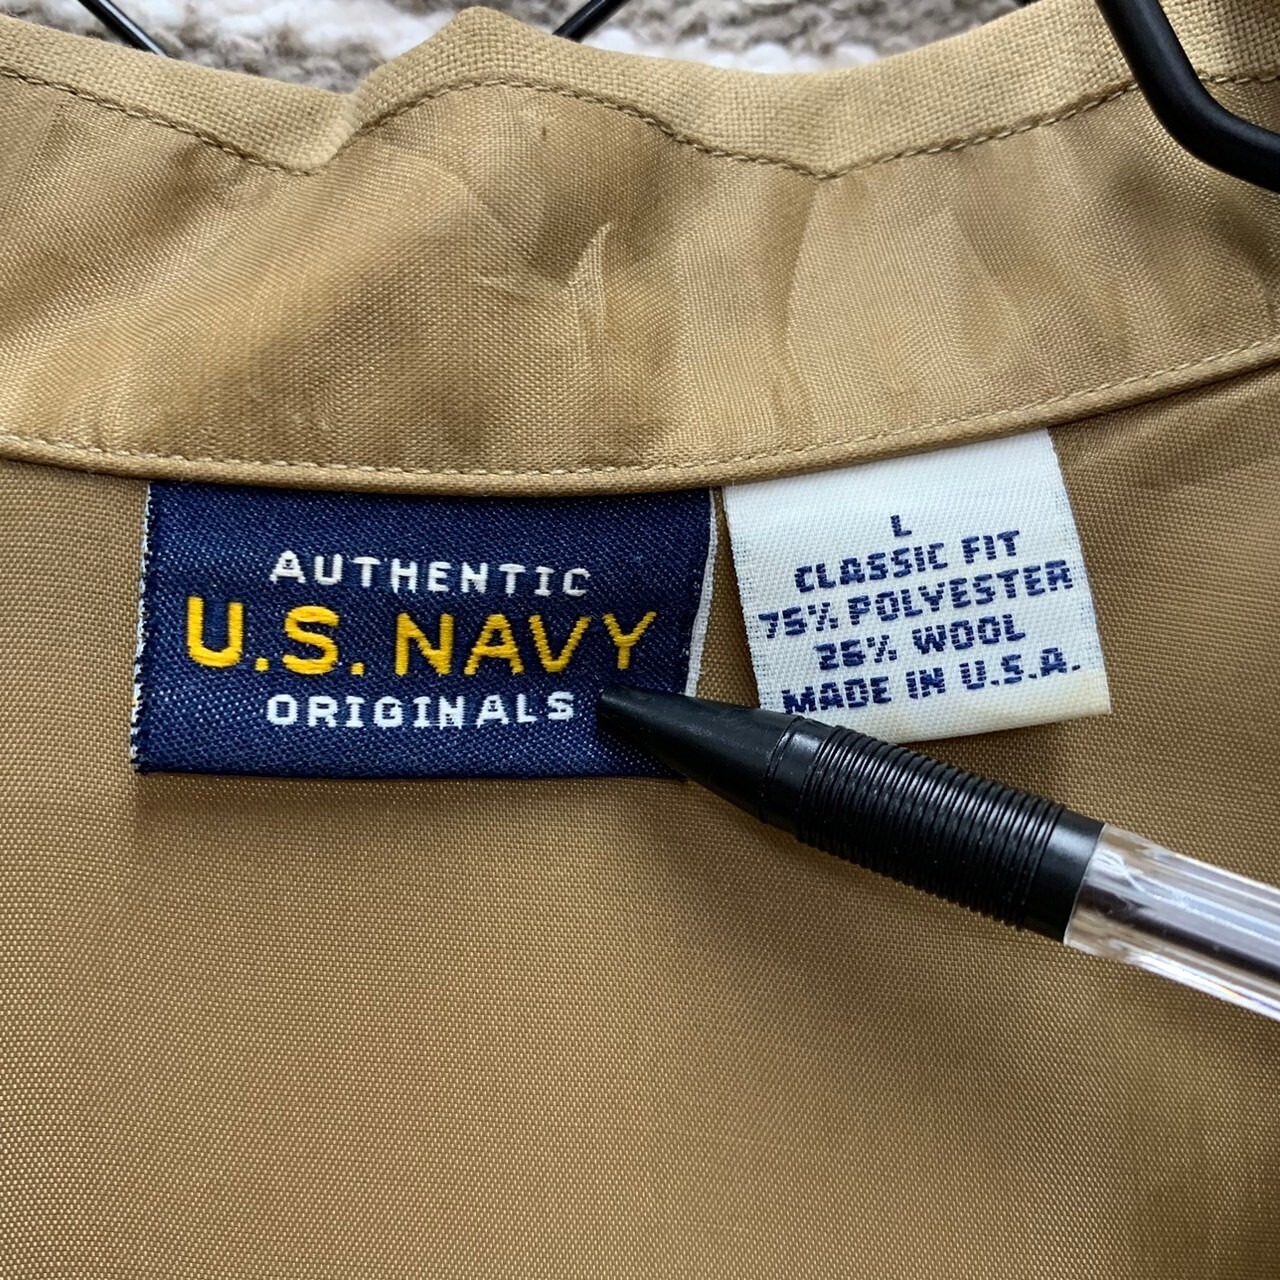 AUTHENTIC
U.S. NAVY
ORIGINALS
L
CLASSIC FIT
75% POLYESTER
25% WOOL
MADE IN U.S.A.